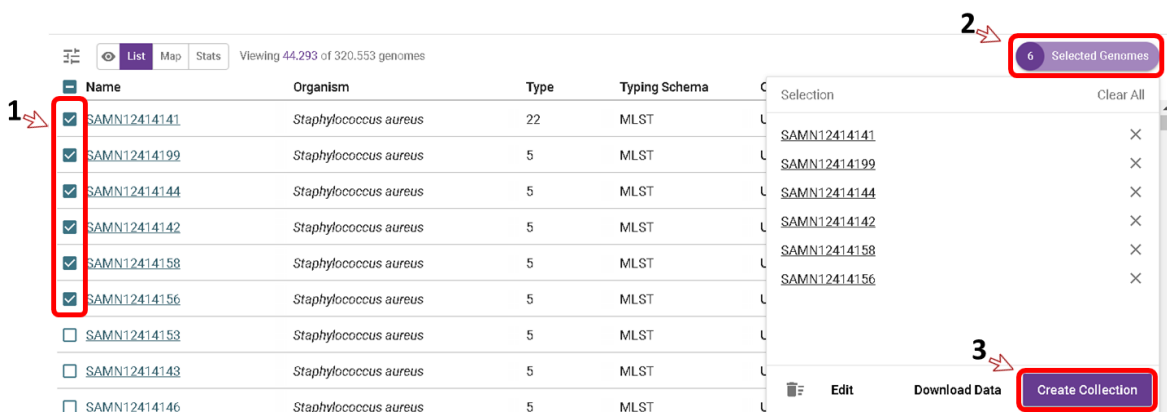 2
List Map Stats Viewing 44.293 of 320.553 genomes
6 Selected Genomes
Name Organism Type Typing Schema
Selection Clear All
1
SAMN12414141 Staphylococcus aureus 22 MLST
SAMN12414199 Staphylococcus aureus 5 MLST
SAMN12414144 Staphylococcus aureus 5 MLST
SAMN12414142 Staphylococcus aureus 5 MLST
SAMN12414158 Staphylococcus aureus 5 MLST
SAMN12414156 Staphylococcus aureus 5 MLST
SAMN12414153 Staphylococcus aureus 5 MLST
SAMN12414143 Staphylococcus aureus 5 MLST
SAMN12414146 Staphylococcus aureus 5 MLST
SAMN12414141
SAMN12414199
SAMN12414144
SAMN12414142
SAMN12414158
SAMN12414156
3
Edit Download Data Create Collection